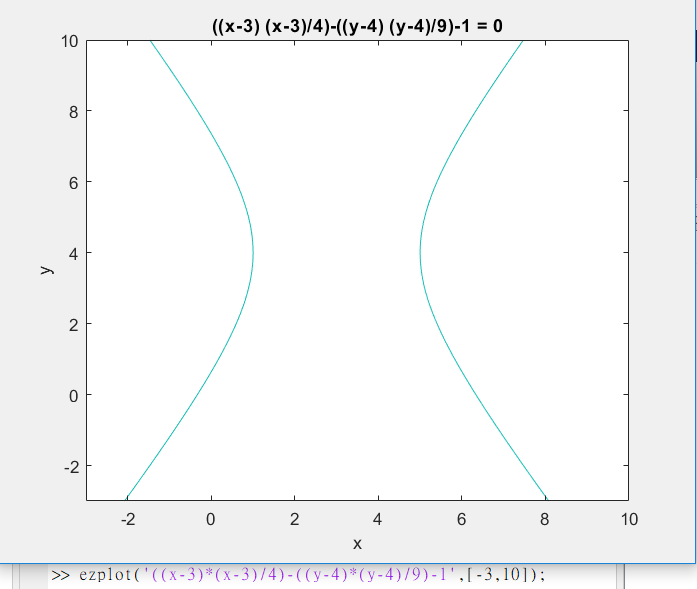 ((x-3) (x-3)/4)-((y-4) (y-4)/9)-1 = 0
10
8
6
4
2
0
-2
y
-2 0 2 4 6 8 10
x
>> ezplot('((x-3)*(x-3)/4)-((y-4)*(y-4)/9)-1',[-3,10]);